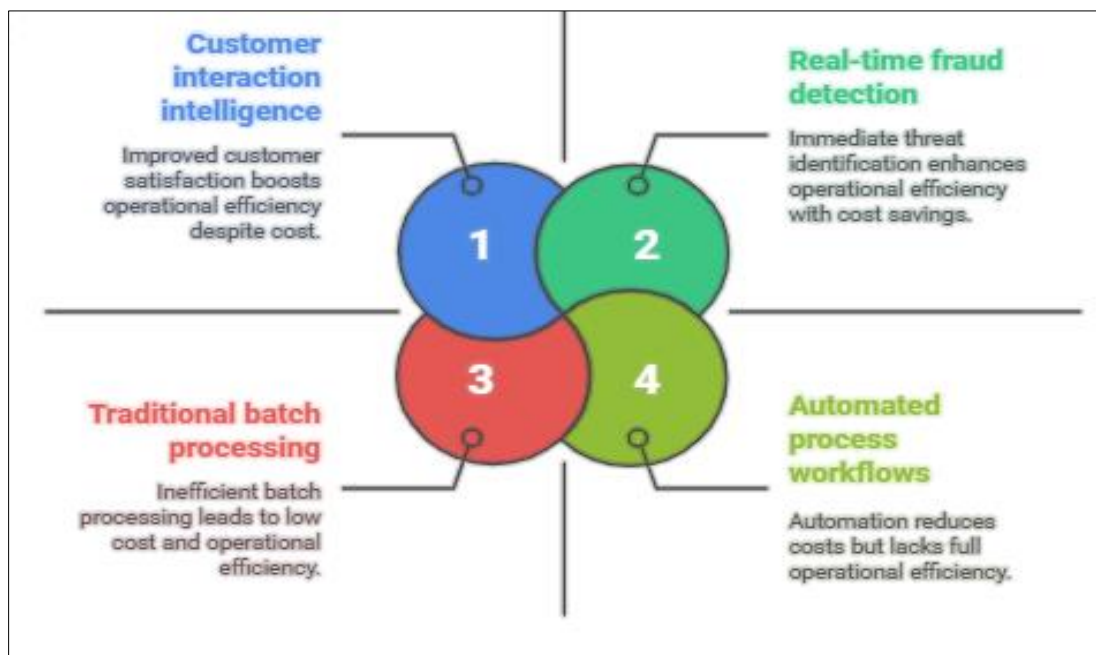 Customer
interaction
intelligence
Improved customer
satisfaction boosts
operational efficiency
despite cost.
Real-time fraud
detection
Immediate threat
identification enhances
operational efficiency
with cost savings.
1
2
3
4
Traditional batch
processing
Inefficient batch
processing leads to low
cost and operational
efficiency.
Automated
process
workflows
Automation reduces
costs but lacks full
operational efficiency.